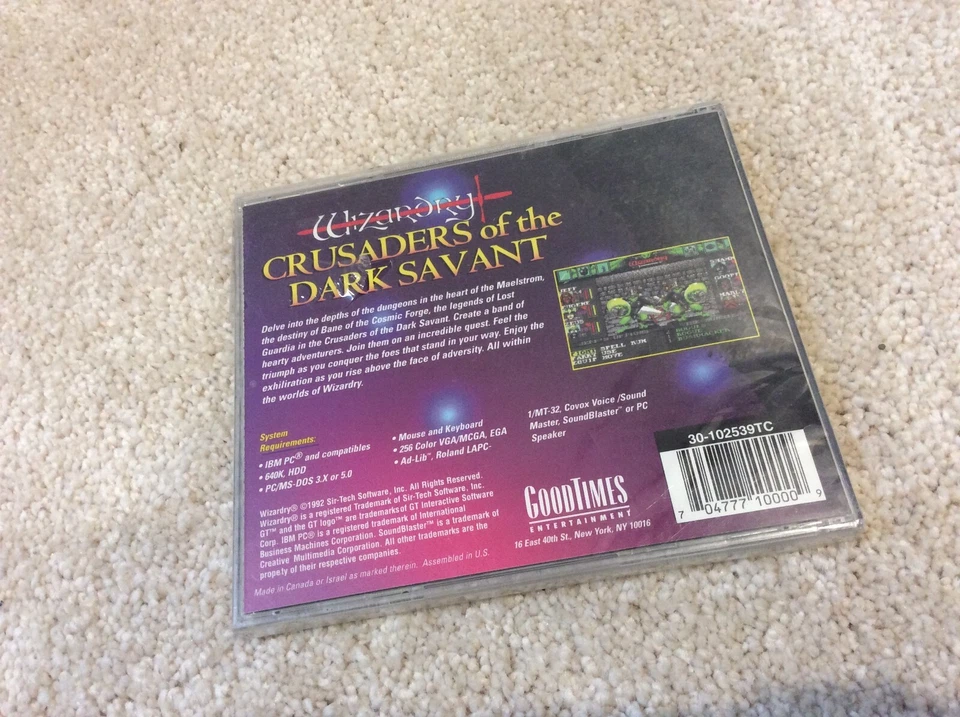 Wizardry
CRUSADERS of the
DARK SAVANT
Delve into the depths of the dungeons in the heart of the Maelstrom,
the destiny of Bane of the Cosmic Forge, the legends of Lost
Guardia in the Crusaders of the Dark Savant. Create a band of
hearty adventurers. Join them on an incredible quest. Feel the
triumph as you conquer the foes that stand in your way. Enjoy the
exhiliration as you rise above the face of adversity. All within
the worlds of Wizardry.
SPELL RUN
USE
EQUIP MOVE
System
Requirements:
• IBM PC® and compatibles
• 640K, HDD
• PC/MS-DOS 3.X or 5.0
• Mouse and Keyboard
• 256 Color VGA/MCGA, EGA
• Ad-Lib™, Roland LAPC-
1/MT-32, Covox Voice /Sound
Master, SoundBlaster™ or PC
Speaker
Wizardry® ©1992 Sir-Tech Software, Inc. All Rights Reserved.
Wizardry® is a registered Trademark of Sir-Tech Software, Inc.
GT™ and the GT logo™ are trademarks of GT Interactive Software
Corp. IBM PC® is a registered trademark of International
Business Machines Corporation. SoundBlaster™ is a trademark of
Creative Multimedia Corporation. All other trademarks are the
property of their respective companies.
Made in Canada or Israel as marked therein. Assembled in U.S.
GOODTIMES
ENTERTAINMENT
16 East 40th St., New York, NY 10016
30-102539TC
7 04777 10000 9